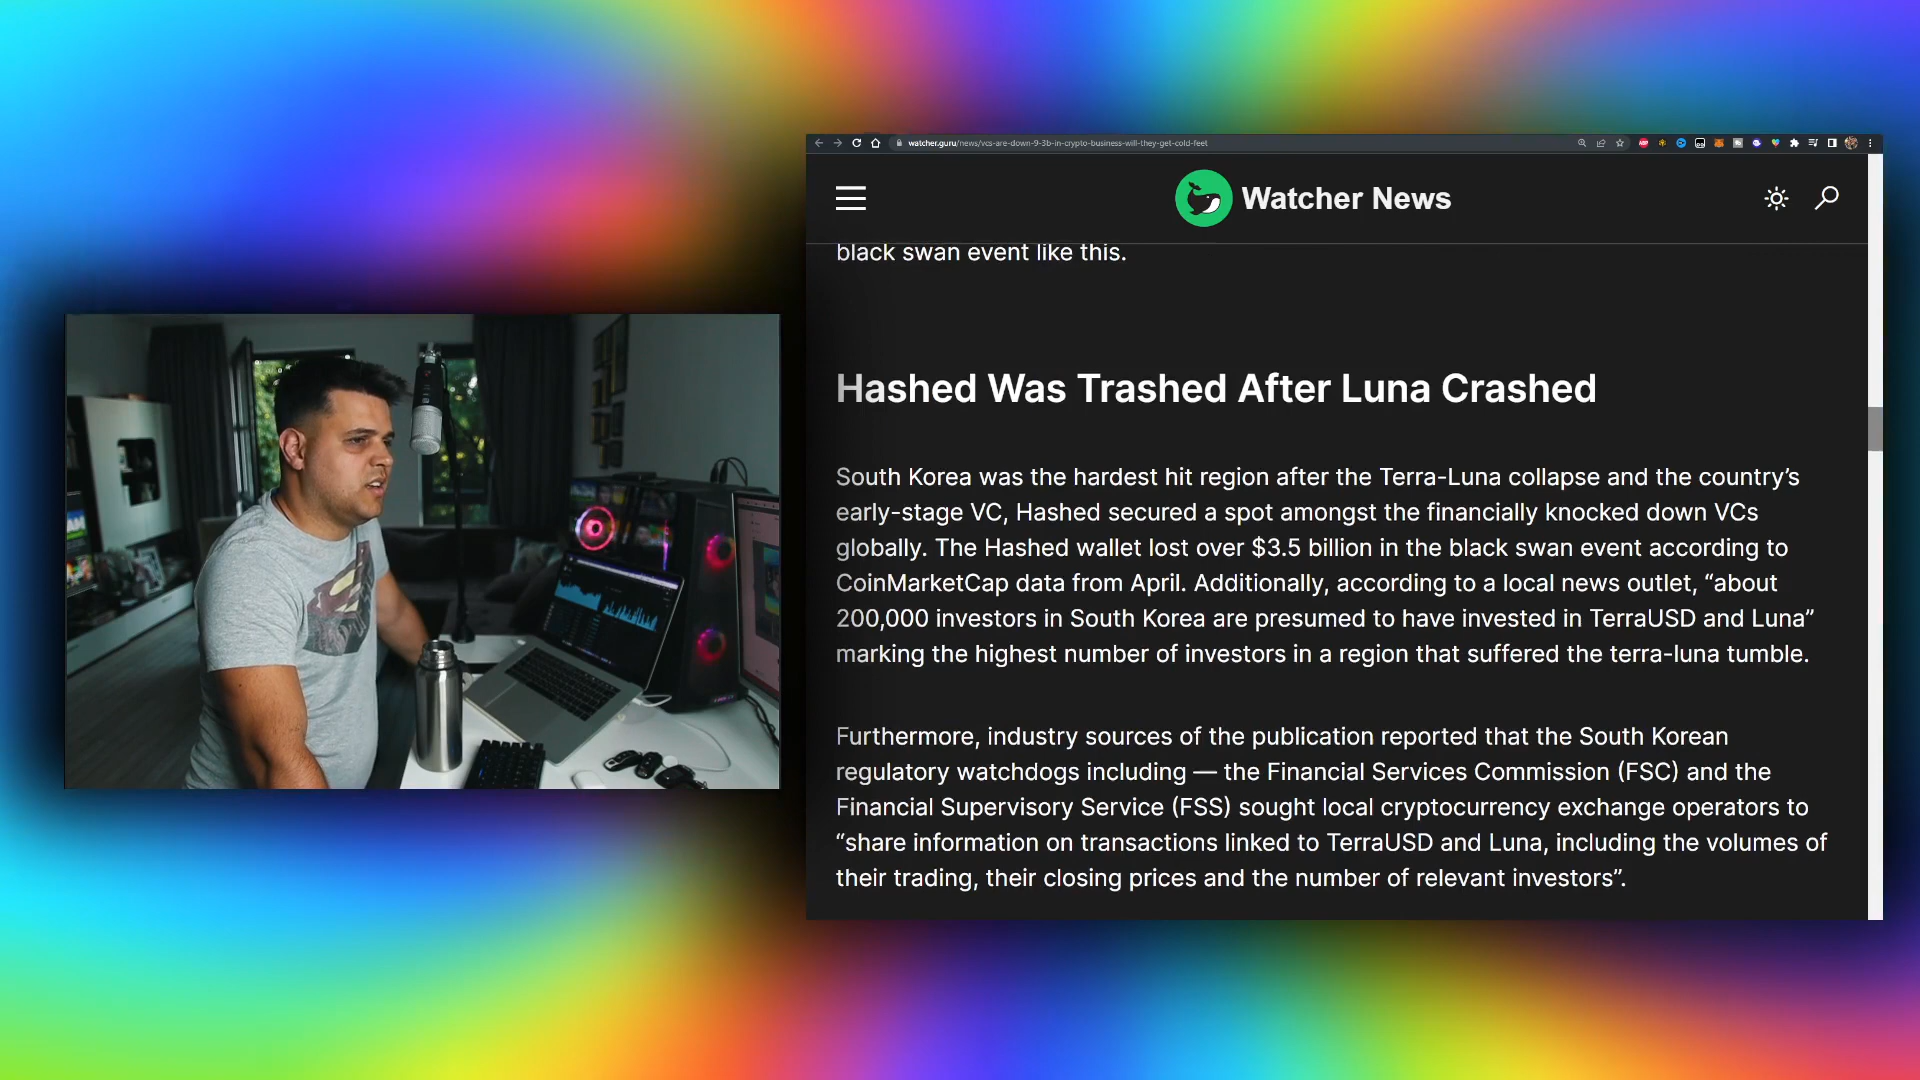 watcher.guru/news/vcs-are-down-9-3b-in-crypto-business-will-they-get-cold-feet
Watcher News
black swan event like this.
Hashed Was Trashed After Luna Crashed
South Korea was the hardest hit region after the Terra-Luna collapse and the country’s
early-stage VC, Hashed secured a spot amongst the financially knocked down VCs
globally. The Hashed wallet lost over $3.5 billion in the black swan event according to
CoinMarketCap data from April. Additionally, according to a local news outlet, “about
200,000 investors in South Korea are presumed to have invested in TerraUSD and Luna”
marking the highest number of investors in a region that suffered the terra-luna tumble.
Furthermore, industry sources of the publication reported that the South Korean
regulatory watchdogs including — the Financial Services Commission (FSC) and the
Financial Supervisory Service (FSS) sought local cryptocurrency exchange operators to
“share information on transactions linked to TerraUSD and Luna, including the volumes of
their trading, their closing prices and the number of relevant investors”.